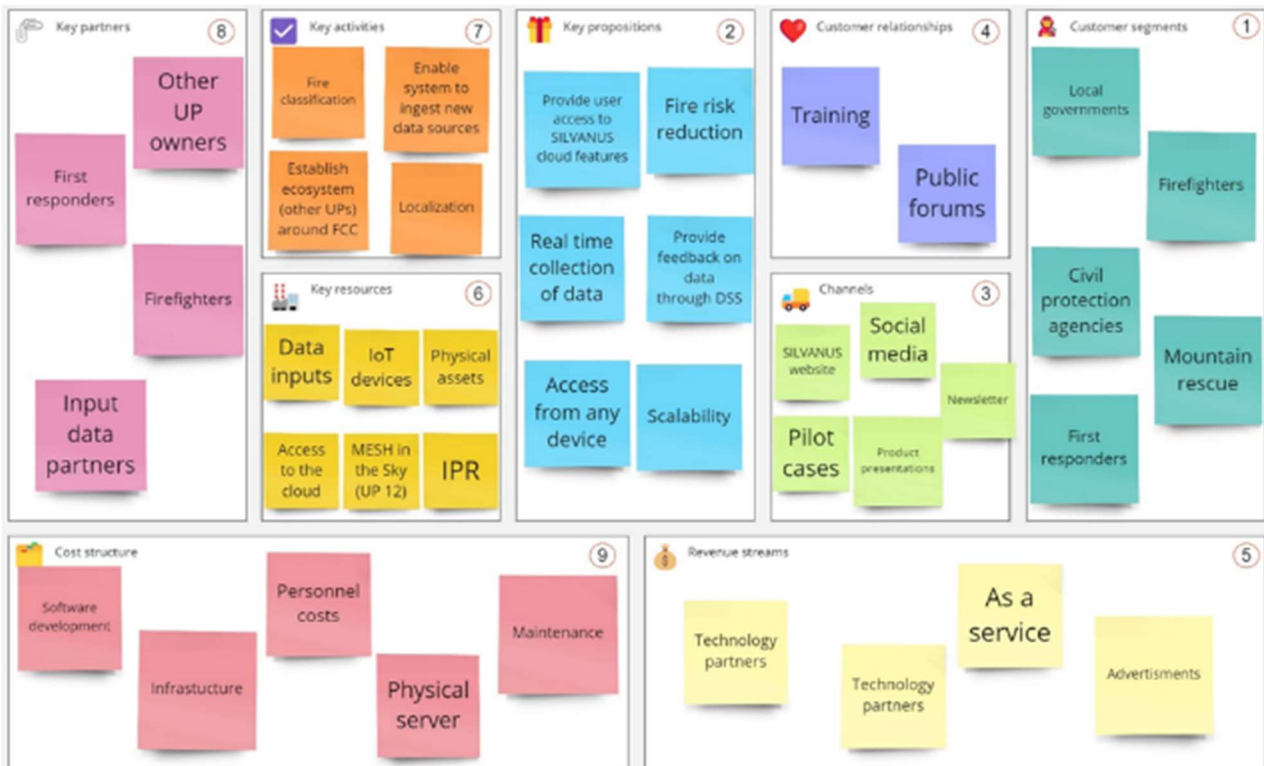 Key partners
8
Other
UP
owners
First
responders
Firefighters
Input
data
partners
Key activities
7
Fire
classification
Enable
system to
ingest new
data sources
Establish
ecosystem
(other UPs)
around FCC
Localization
Key resources
6
Data
inputs
IoT
devices
Physical
assets
Access
to the
cloud
MESH in
the Sky
(UP 12)
IPR
Key propositions
2
Provide user
access to
SILVANUS
cloud features
Fire risk
reduction
Real time
collection
of data
Provide
feedback on
data
through DSS
Access
from any
device
Scalability
Customer relationships
4
Training
Public
forums
Channels
3
SILVANUS
website
Social
media
Newsletter
Pilot
cases
Product
presentations
Customer segments
1
Local
governments
Firefighters
Civil
protection
agencies
Mountain
rescue
First
responders
Cost structure
9
Software
development
Infrastucture
Personnel
costs
Physical
server
Maintenance
Revenue streams
5
Technology
partners
Technology
partners
As a
service
Advertisments